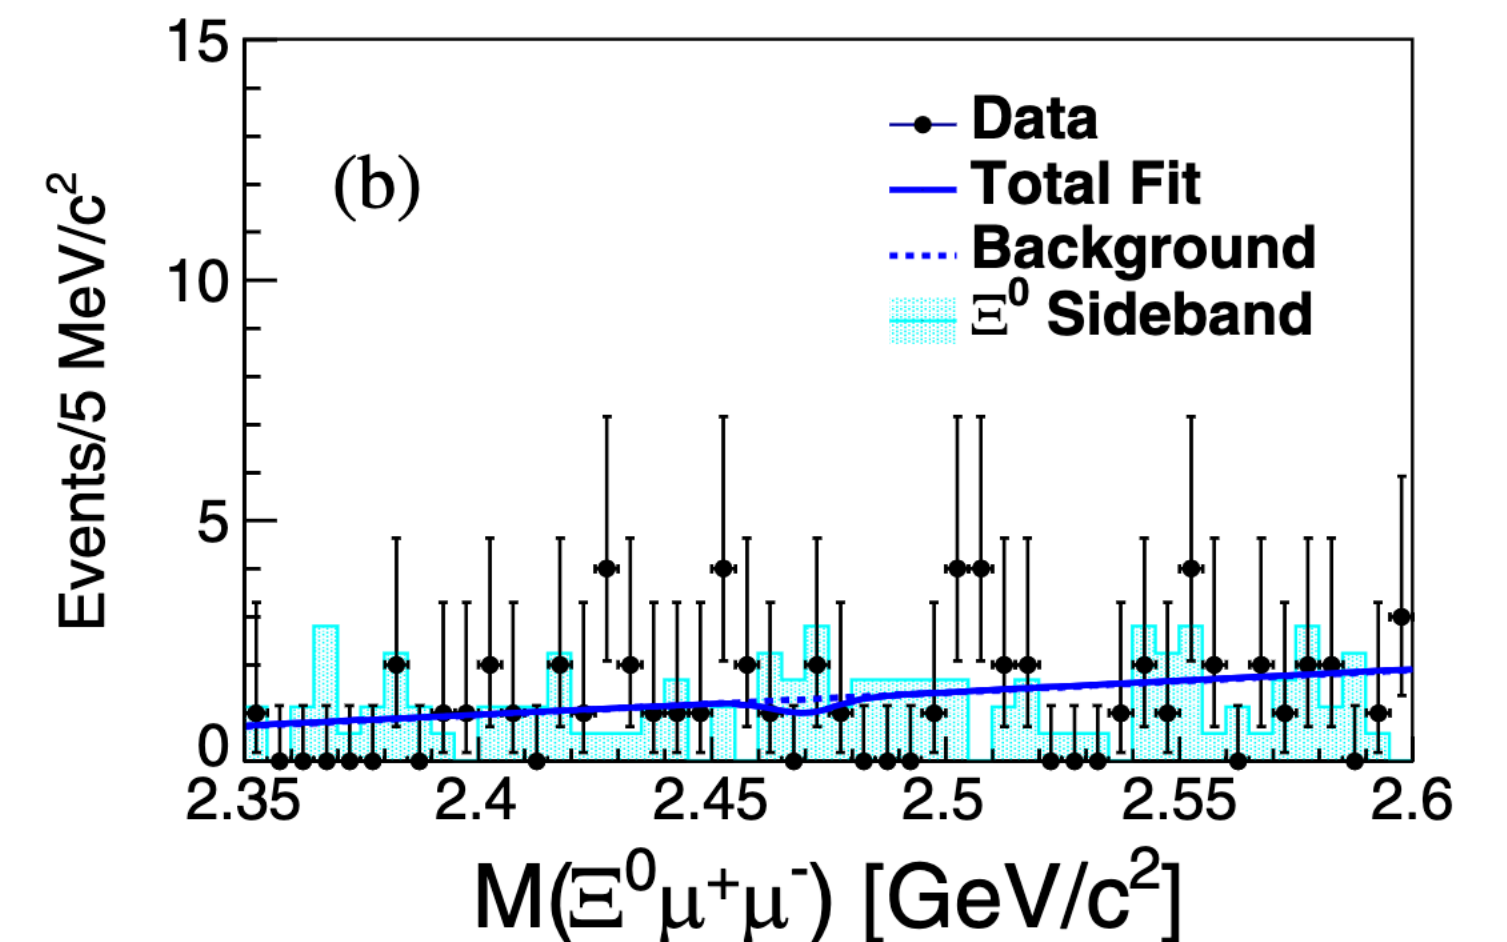 15
10
5
0
Events/5 MeV/c²
(b)
Data
Total Fit
Background
Ξ⁰ Sideband
2.35 2.4 2.45 2.5 2.55 2.6
M(Ξ⁰μ⁺μ⁻) [GeV/c²]